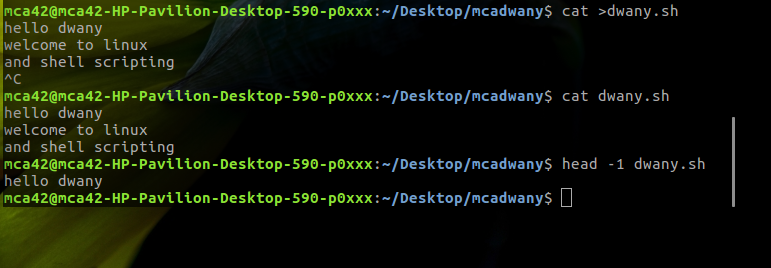 mca42@mca42-HP-Pavilion-Desktop-590-p0xxx:~/Desktop/mcadwany$ cat >dwany.sh
hello dwany
welcome to linux
and shell scripting
^C
mca42@mca42-HP-Pavilion-Desktop-590-p0xxx:~/Desktop/mcadwany$ cat dwany.sh
hello dwany
welcome to linux
and shell scripting
mca42@mca42-HP-Pavilion-Desktop-590-p0xxx:~/Desktop/mcadwany$ head -1 dwany.sh
hello dwany
mca42@mca42-HP-Pavilion-Desktop-590-p0xxx:~/Desktop/mcadwany$